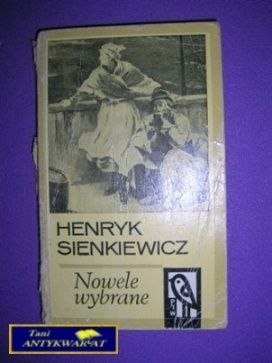 HENRYK
SIENKIEWICZ
Nowele
wybrane
Tani
ANTYKWARIAT